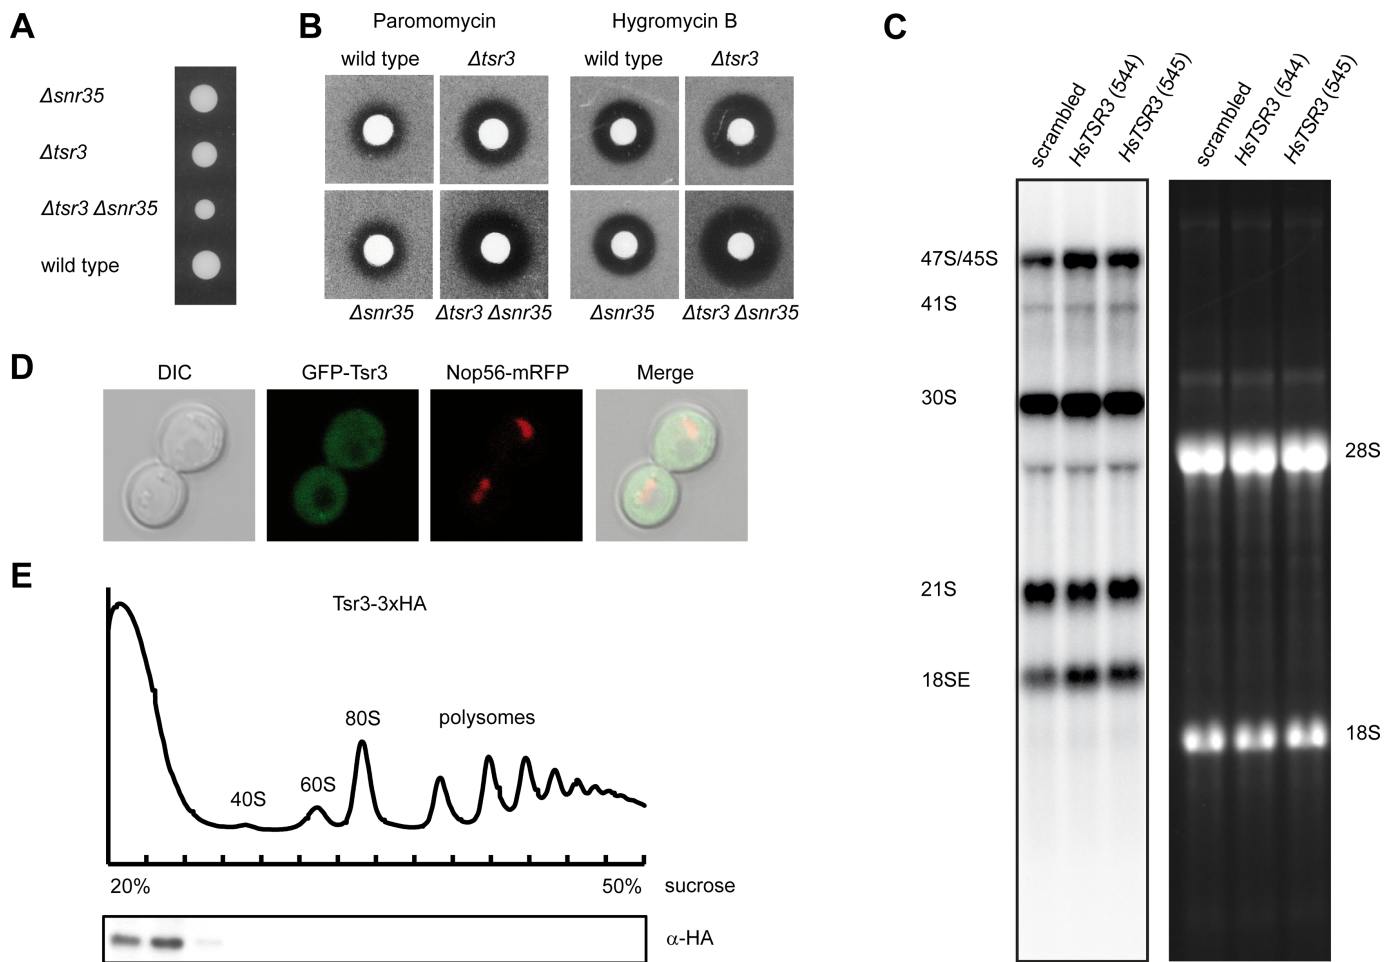 A
Δsnr35
Δtsr3
Δtsr3 Δsnr35
wild type
B
Paromomycin
Hygromycin B
wild type
Δtsr3
wild type
Δtsr3
Δsnr35
Δtsr3 Δsnr35
Δsnr35
Δtsr3 Δsnr35
C
scrambled
HsTSR3 (544)
HsTSR3 (545)
scrambled
HsTSR3 (544)
HsTSR3 (545)
47S/45S
41S
30S
21S
18SE
28S
18S
D
DIC
GFP-Tsr3
Nop56-mRFP
Merge
E
Tsr3-3xHA
40S
60S
80S
polysomes
20%
50%
sucrose
α-HA